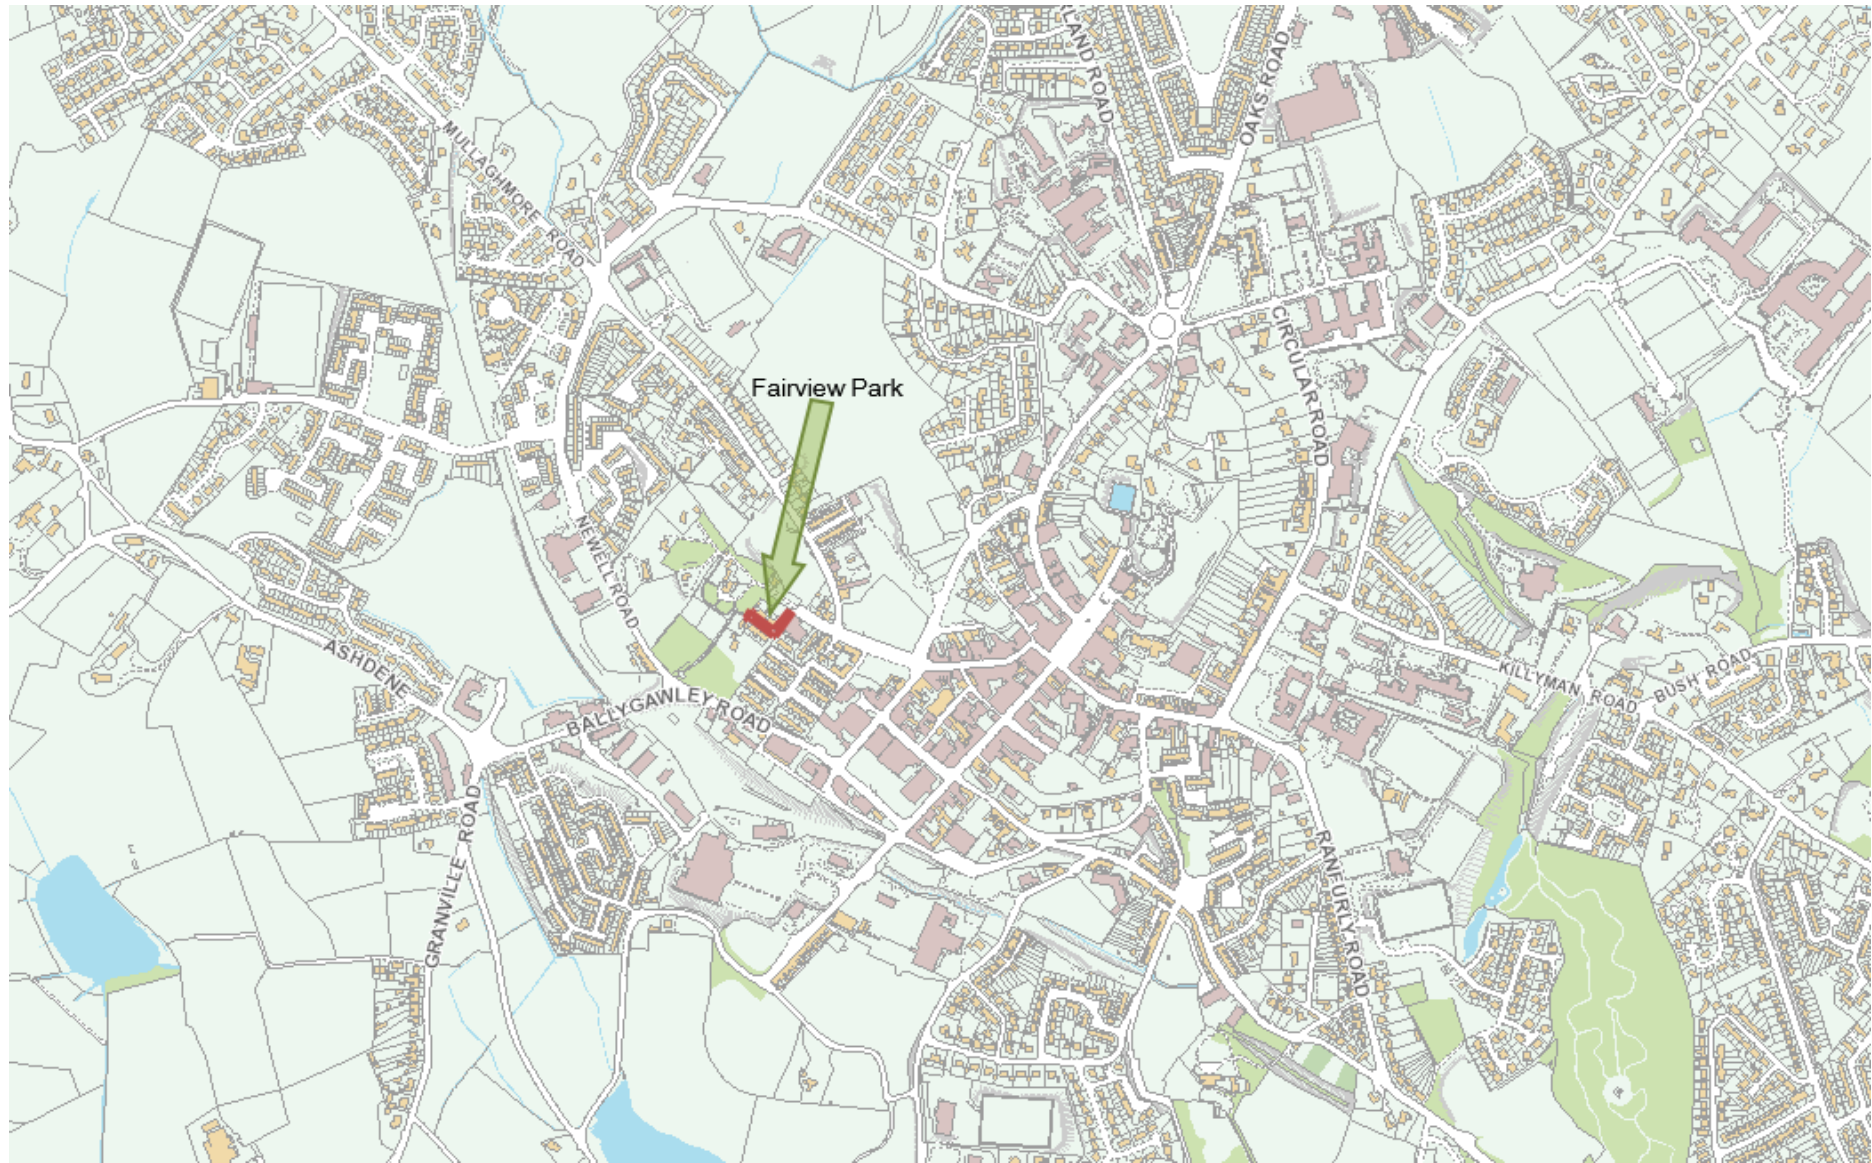 LAND ROAD
OAKS ROAD
MULLAGHMORE ROAD
CIRCULAR ROAD
Fairview Park
NEWELL ROAD
ASHDENE
BALLYGAWLEY ROAD
KILLYMAN ROAD
BUSH ROAD
GRANVILLE ROAD
RANFURLY ROAD